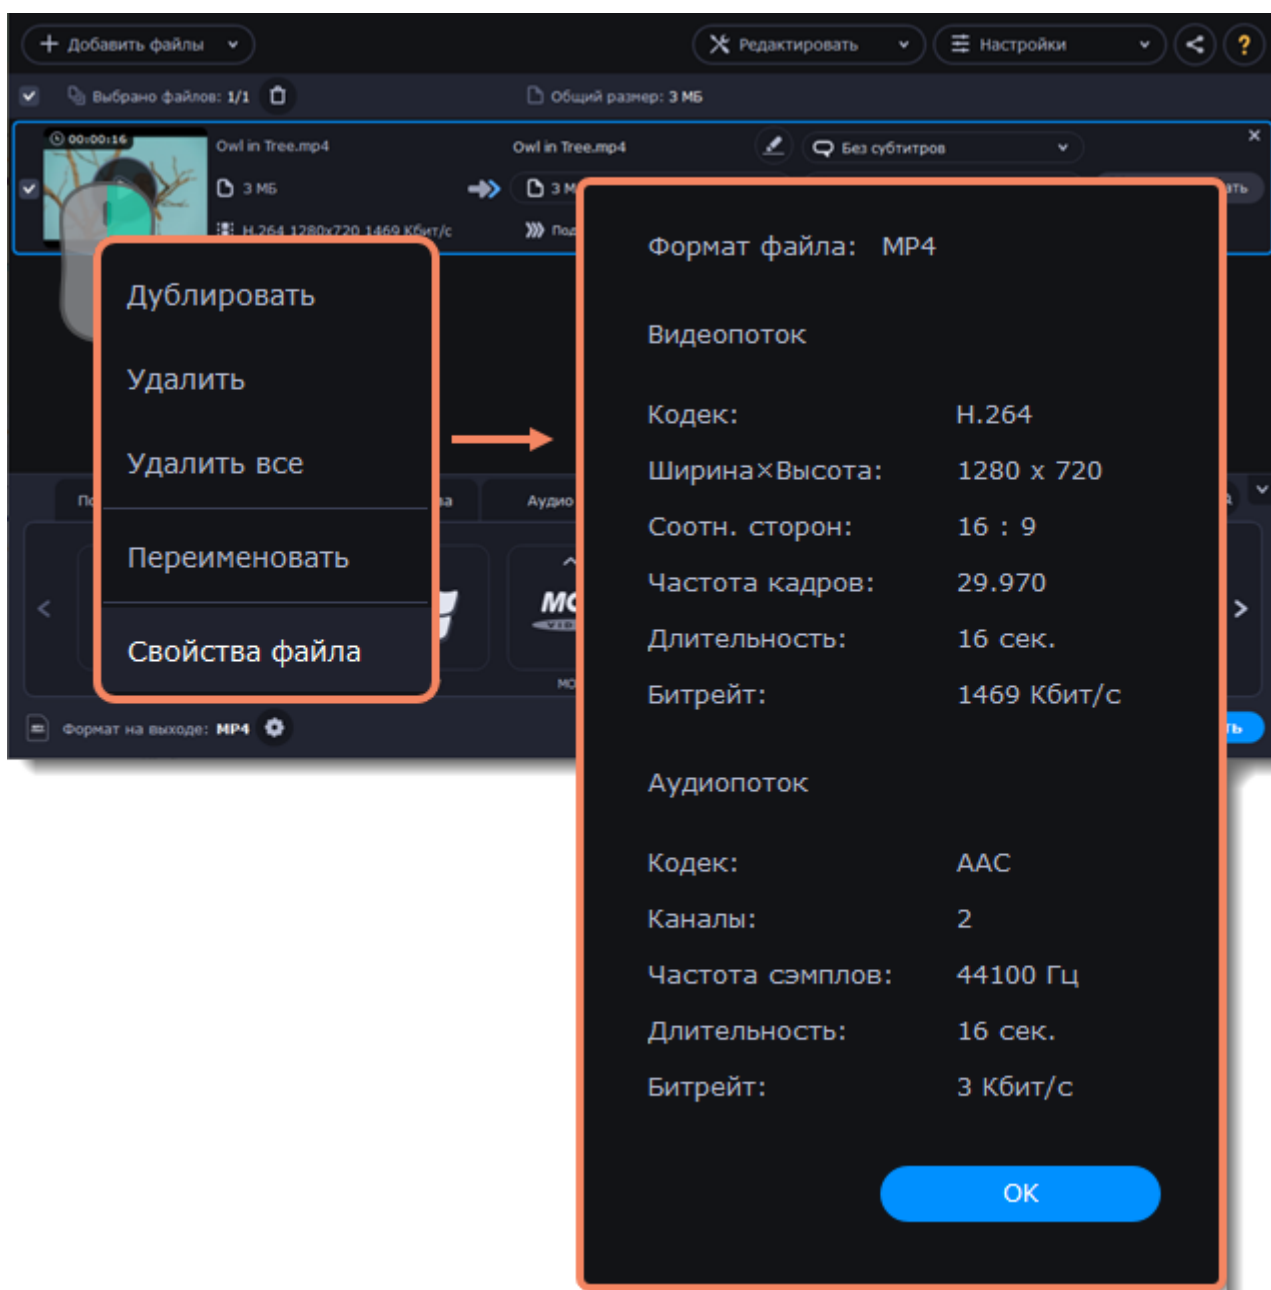 Добавить файлы
Редактировать
Настройки
?
Выбрано файлов: 1/1
Общий размер: 3 МБ
00:00:16
Owl in Tree.mp4
Owl in Tree.mp4
Без субтитров
3 МБ
H.264 1280x720 1469 Кбит/с
Дублировать
Удалить
Удалить все
Переименовать
Свойства файла
Аудио
Формат на выходе: MP4
Формат файла: MP4
Видеопоток
Кодек: H.264
Ширина×Высота: 1280 x 720
Соотн. сторон: 16 : 9
Частота кадров: 29.970
Длительность: 16 сек.
Битрейт: 1469 Кбит/с
Аудиопоток
Кодек: AAC
Каналы: 2
Частота сэмплов: 44100 Гц
Длительность: 16 сек.
Битрейт: 3 Кбит/с
OK